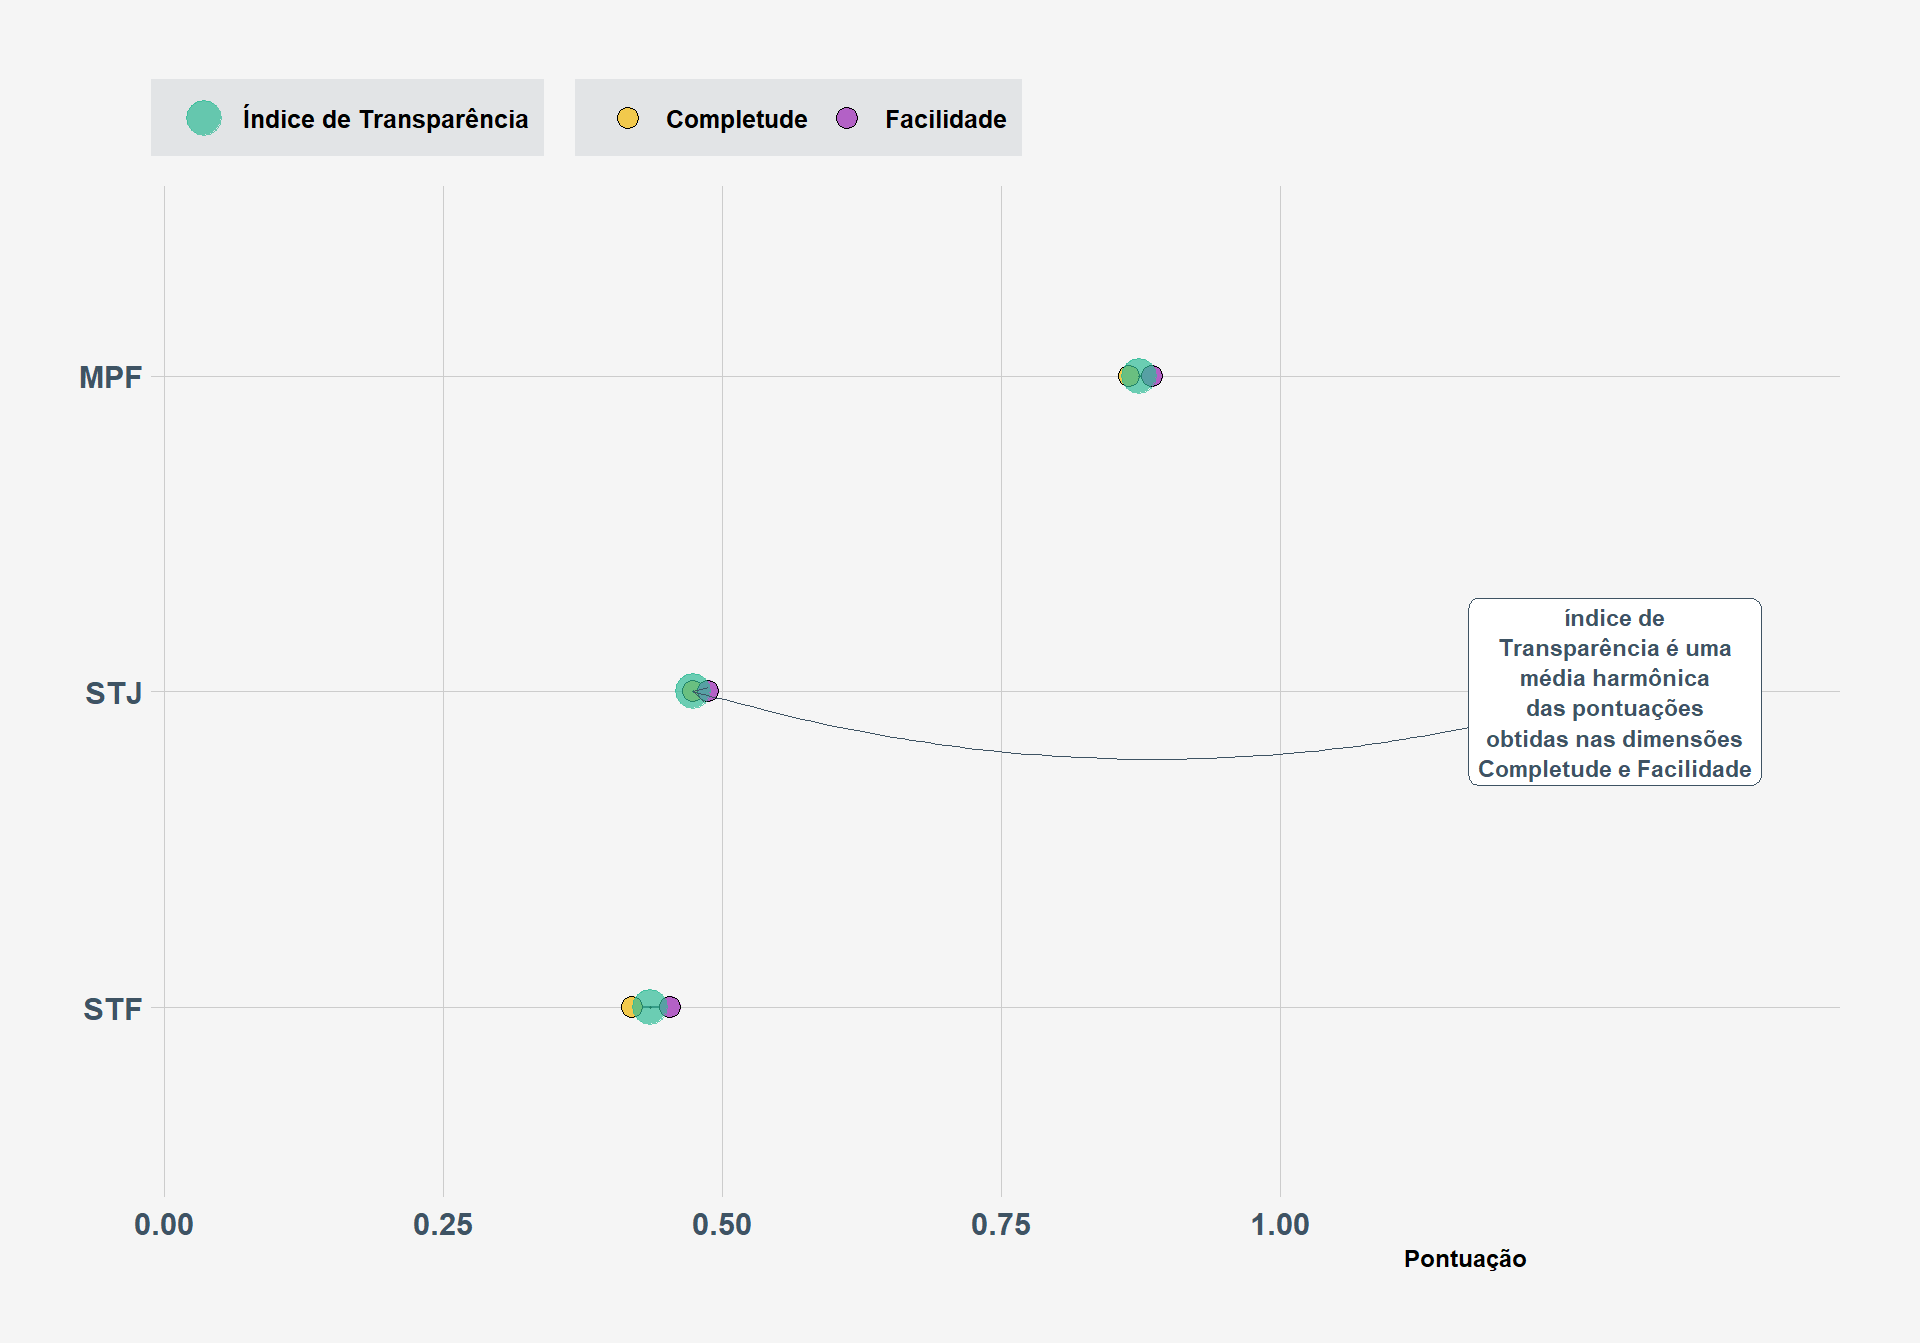 Índice de Transparência
Completude
Facilidade
MPF
STJ
STF
índice de
Transparência é uma
média harmônica
das pontuações
obtidas nas dimensões
Completude e Facilidade
0.00
0.25
0.50
0.75
1.00
Pontuação